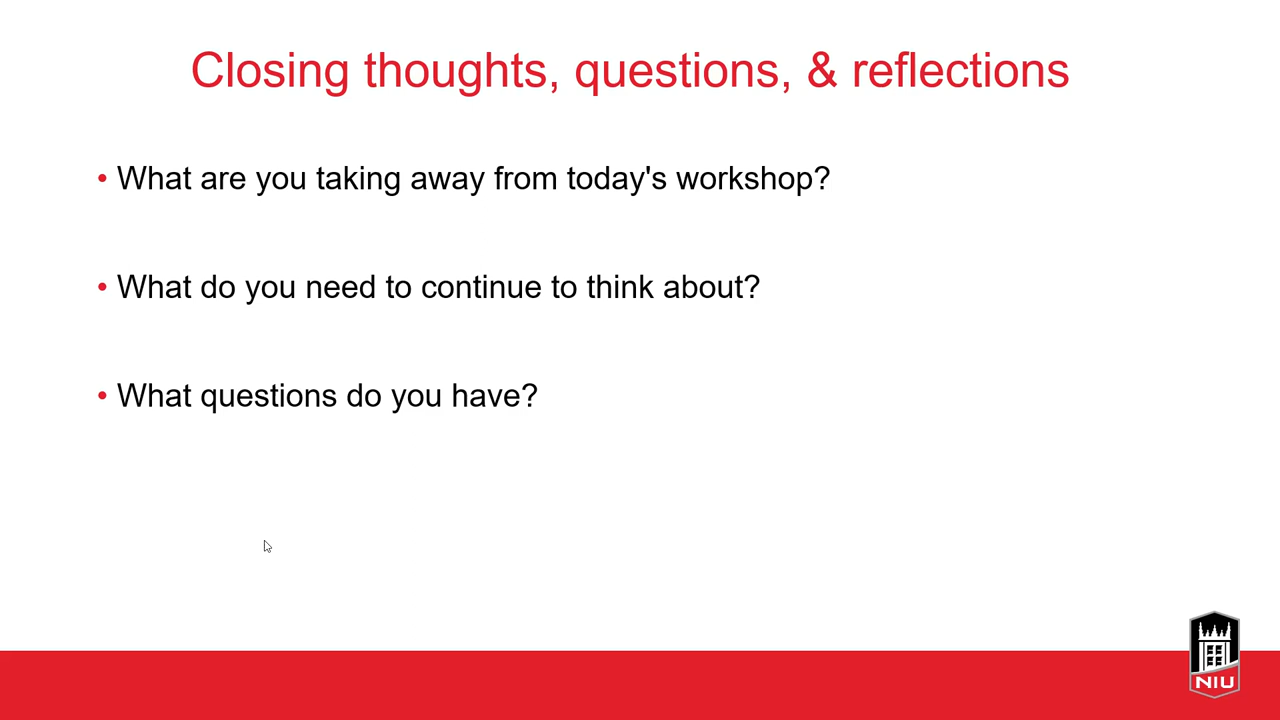 Closing thoughts, questions, & reflections
• What are you taking away from today's workshop?
• What do you need to continue to think about?
• What questions do you have?
NIU